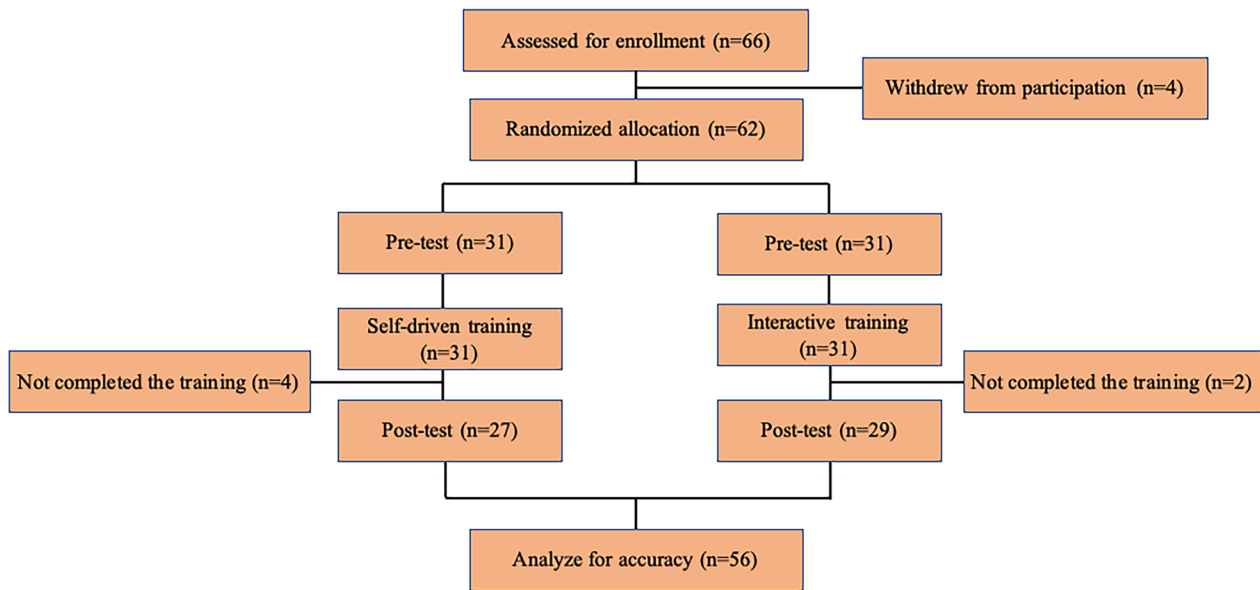 Assessed for enrollment (n=66)
Withdrew from participation (n=4)
Randomized allocation (n=62)
Pre-test (n=31)
Pre-test (n=31)
Self-driven training
(n=31)
Interactive training
(n=31)
Not completed the training (n=4)
Not completed the training (n=2)
Post-test (n=27)
Post-test (n=29)
Analyze for accuracy (n=56)